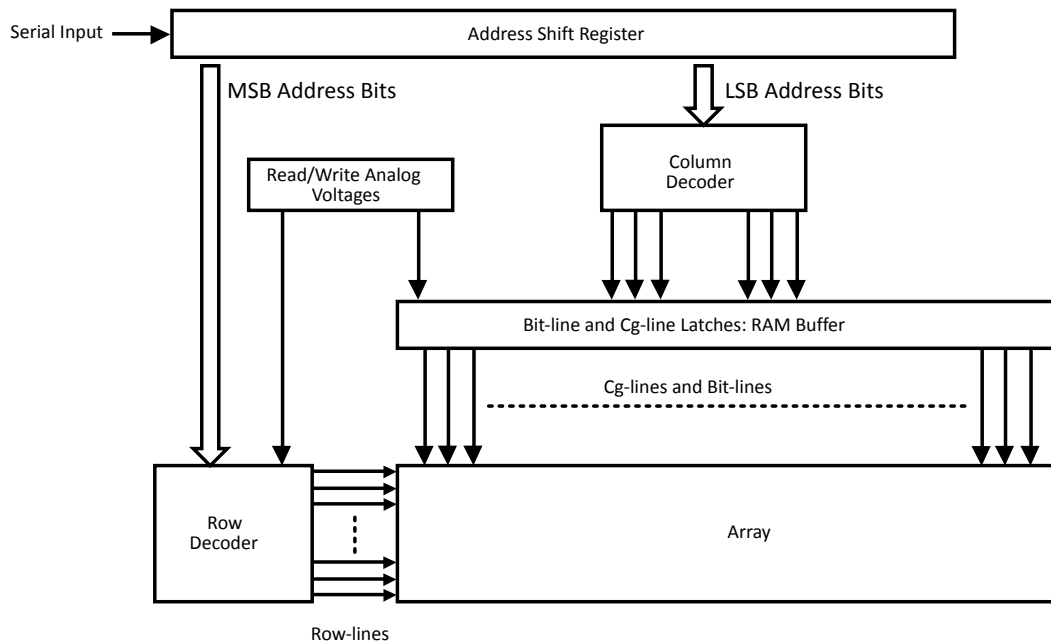 Serial Input
Address Shift Register
MSB Address Bits
LSB Address Bits
Read/Write Analog
Voltages
Column
Decoder
Bit-line and Cg-line Latches: RAM Buffer
Cg-lines and Bit-lines
Row
Decoder
Array
Row-lines